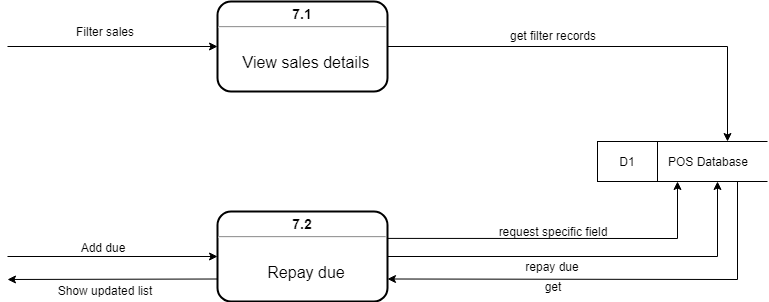 7.1
Filter sales
get filter records
View sales details
D1
POS Database
7.2
request specific field
Add due
repay due
Repay due
get
Show updated list